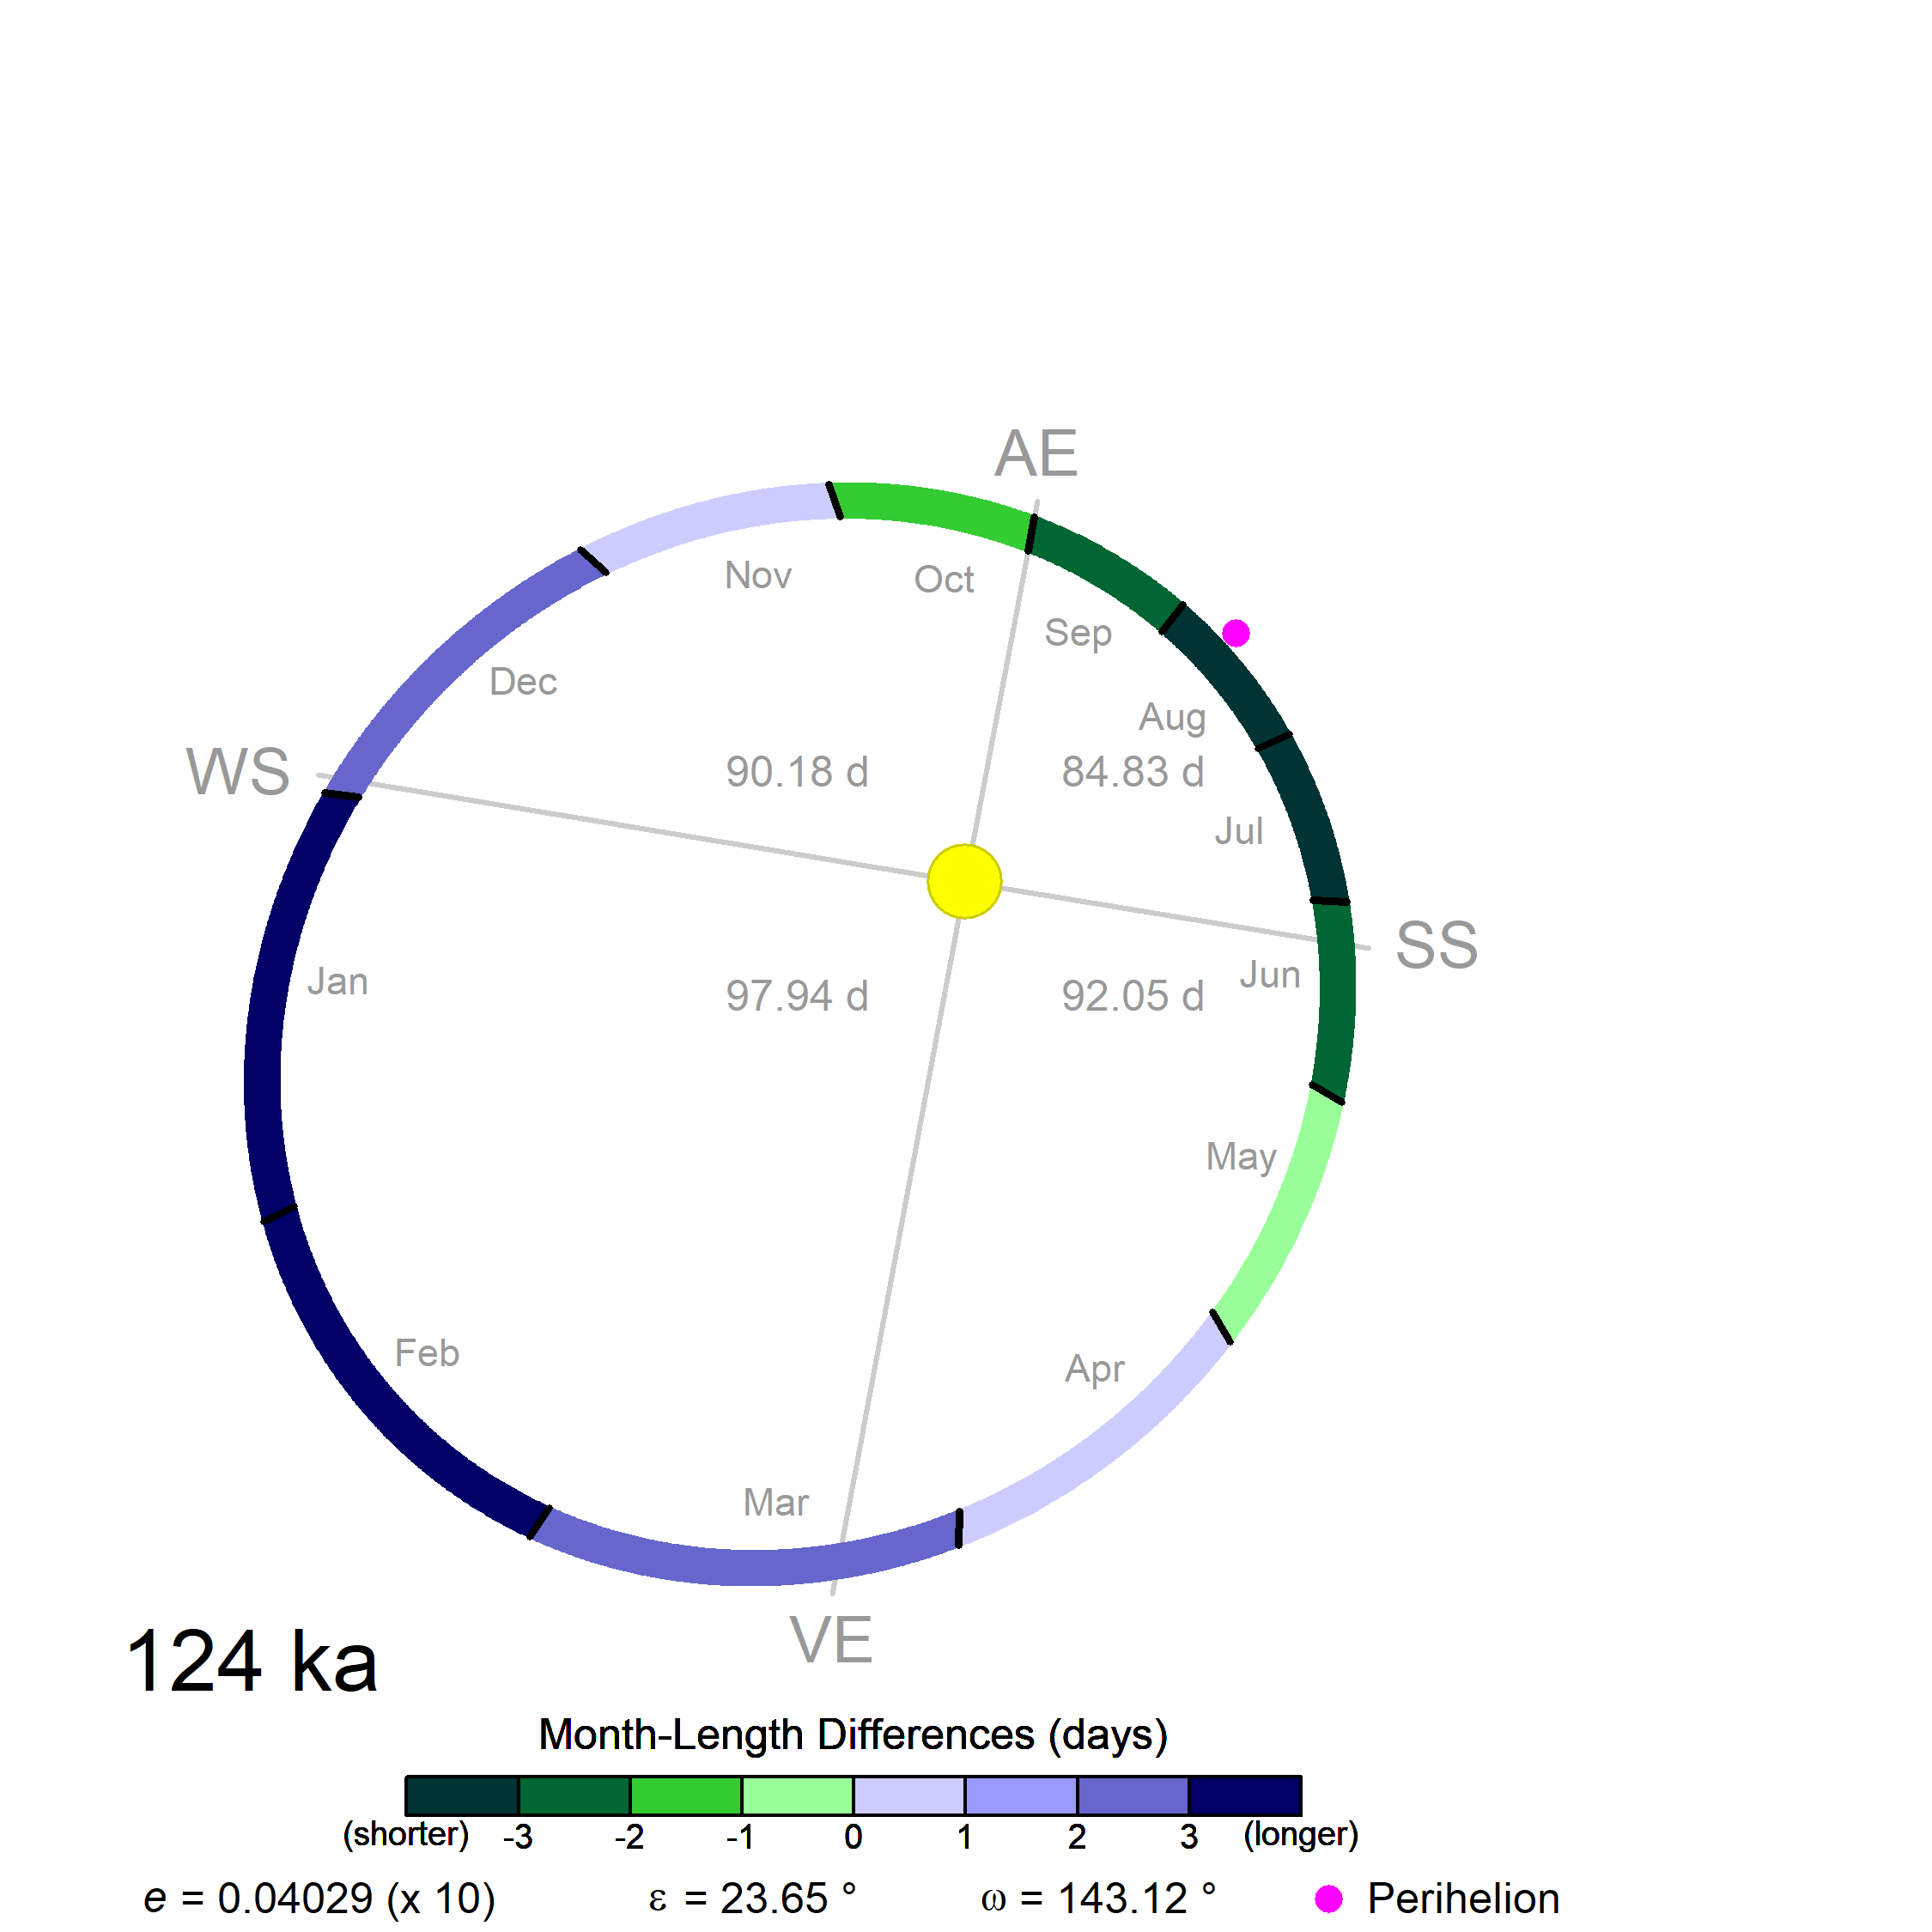 AE
Nov
Oct
Sep
Dec
Aug
WS
90.18 d
84.83 d
Jul
SS
Jan
97.94 d
92.05 d
Jun
May
Feb
Apr
Mar
VE
124 ka
Month-Length Differences (days)
(shorter) -3 -2 -1 0 1 2 3 (longer)
e = 0.04029 (x 10) ε = 23.65 ° ω = 143.12 ° Perihelion